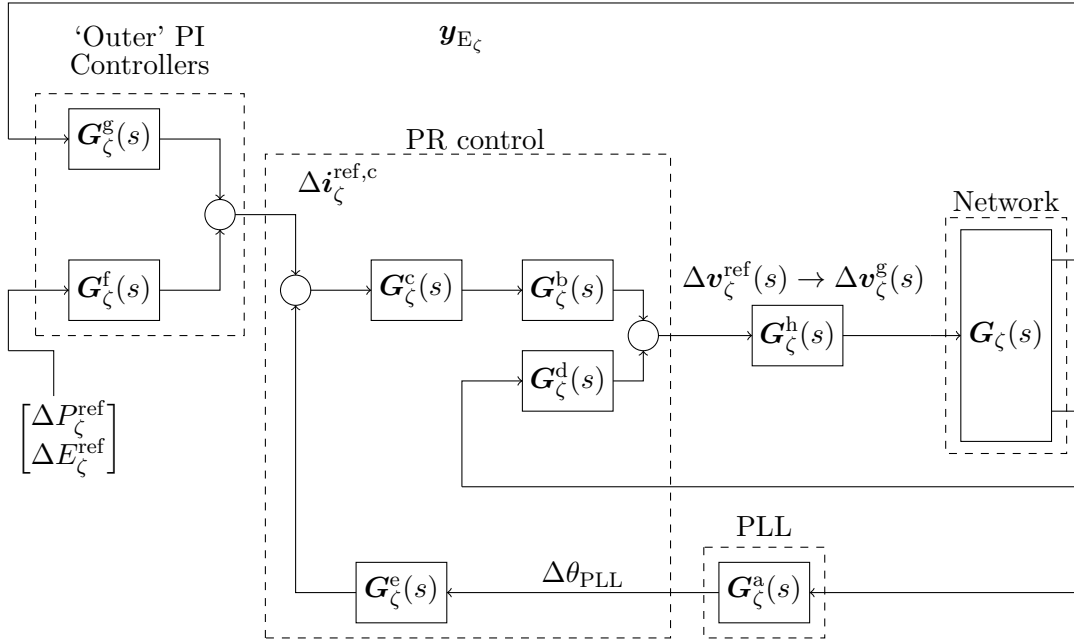 𝒚_{E_ζ}
‘Outer’ PI
Controllers
𝑮^g_ζ(s)
PR control
Δ𝒊^{ref,c}_ζ
Network
𝑮^f_ζ(s)
𝑮^c_ζ(s)
𝑮^b_ζ(s)
Δ𝒗^{ref}_ζ(s) → Δ𝒗^g_ζ(s)
𝑮^h_ζ(s)
𝑮_ζ(s)
𝑮^d_ζ(s)
[ΔP^{ref}_ζ]
[ΔE^{ref}_ζ]
PLL
Δθ_{PLL}
𝑮^e_ζ(s)
𝑮^a_ζ(s)